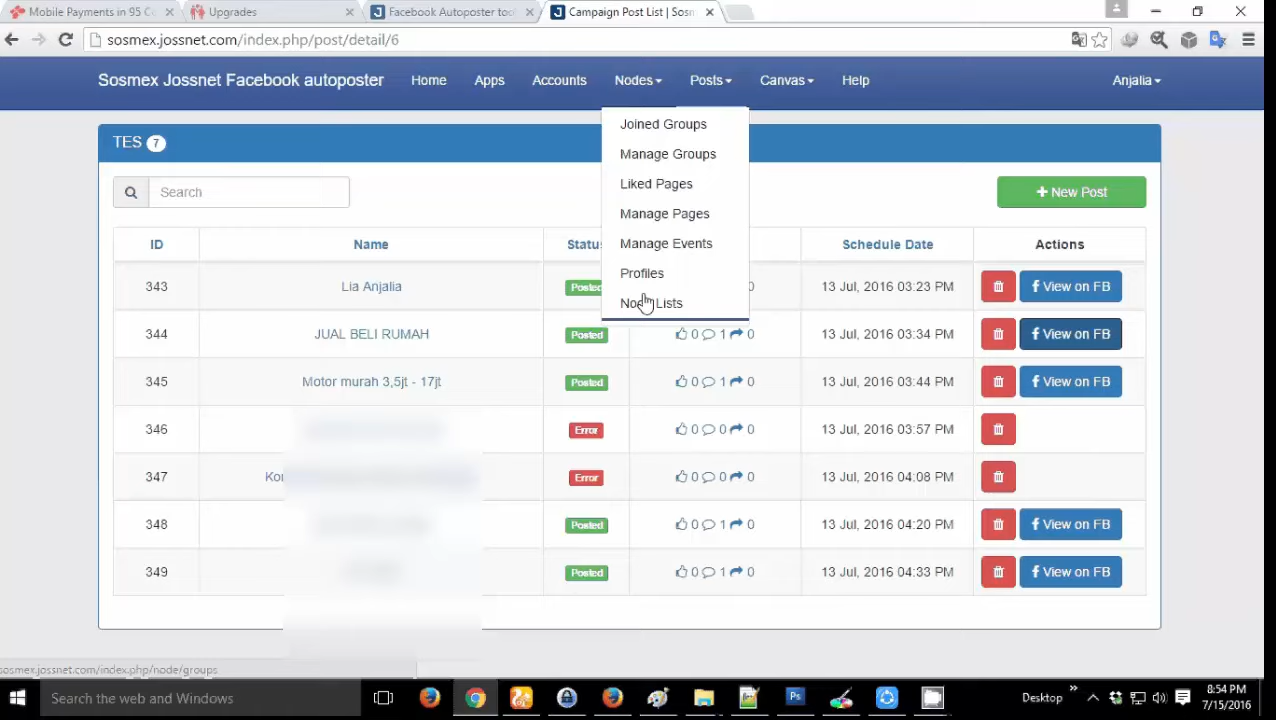 Mobile Payments in 95 Co
Upgrades
Facebook Autoposter tool
Campaign Post List | Sosm
sosmex.jossnet.com/index.php/post/detail/6
Sosmex Jossnet Facebook autoposter Home Apps Accounts Nodes Posts Canvas Help Anjalia
Joined Groups
Manage Groups
Liked Pages
Manage Pages
Manage Events
Profiles
Node Lists
TES 7
Search
+ New Post
ID Name Status Schedule Date Actions
343 Lia Anjalia Posted 0 13 Jul, 2016 03:23 PM View on FB
344 JUAL BELI RUMAH Posted 0 1 0 13 Jul, 2016 03:34 PM View on FB
345 Motor murah 3,5jt - 17jt Posted 0 1 0 13 Jul, 2016 03:44 PM View on FB
346 Error 0 0 0 13 Jul, 2016 03:57 PM
347 Error 0 0 0 13 Jul, 2016 04:08 PM
348 Posted 0 1 0 13 Jul, 2016 04:20 PM View on FB
349 Posted 0 1 0 13 Jul, 2016 04:33 PM View on FB
sosmex.jossnet.com/index.php/node/groups
Search the web and Windows
Desktop
8:54 PM
7/15/2016